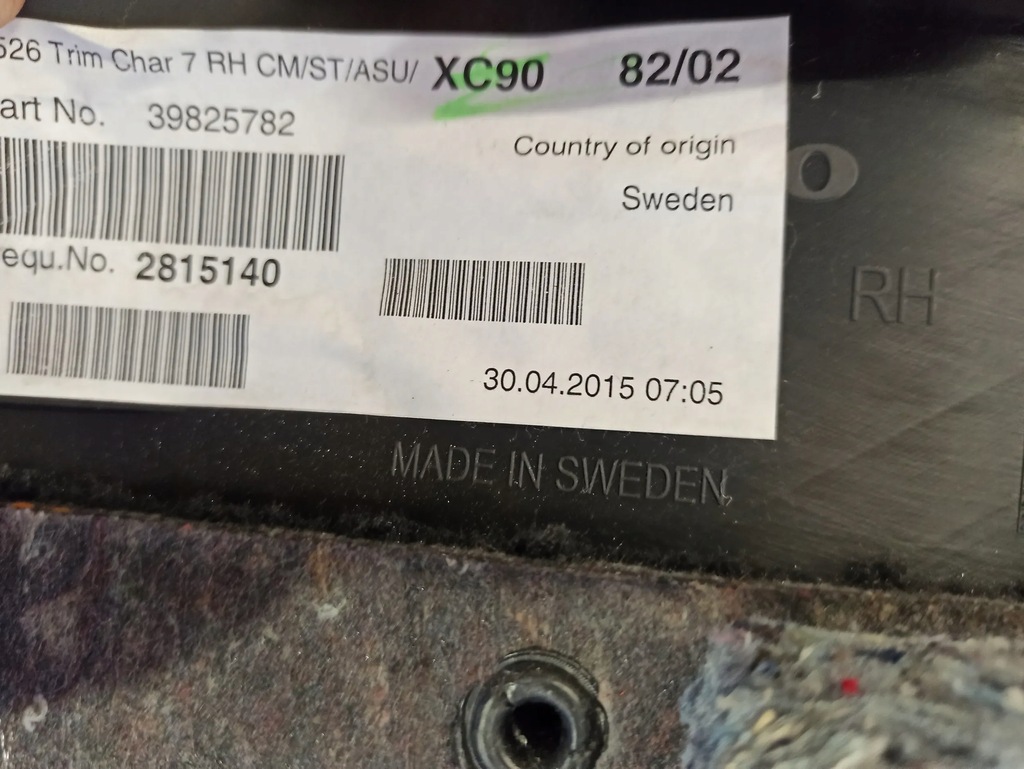 526 Trim Char 7 RH CM/ST/ASU/ XC90 82/02
art No. 39825782
Country of origin
Sweden
equ.No. 2815140
30.04.2015 07:05
O
RH
MADE IN SWEDEN